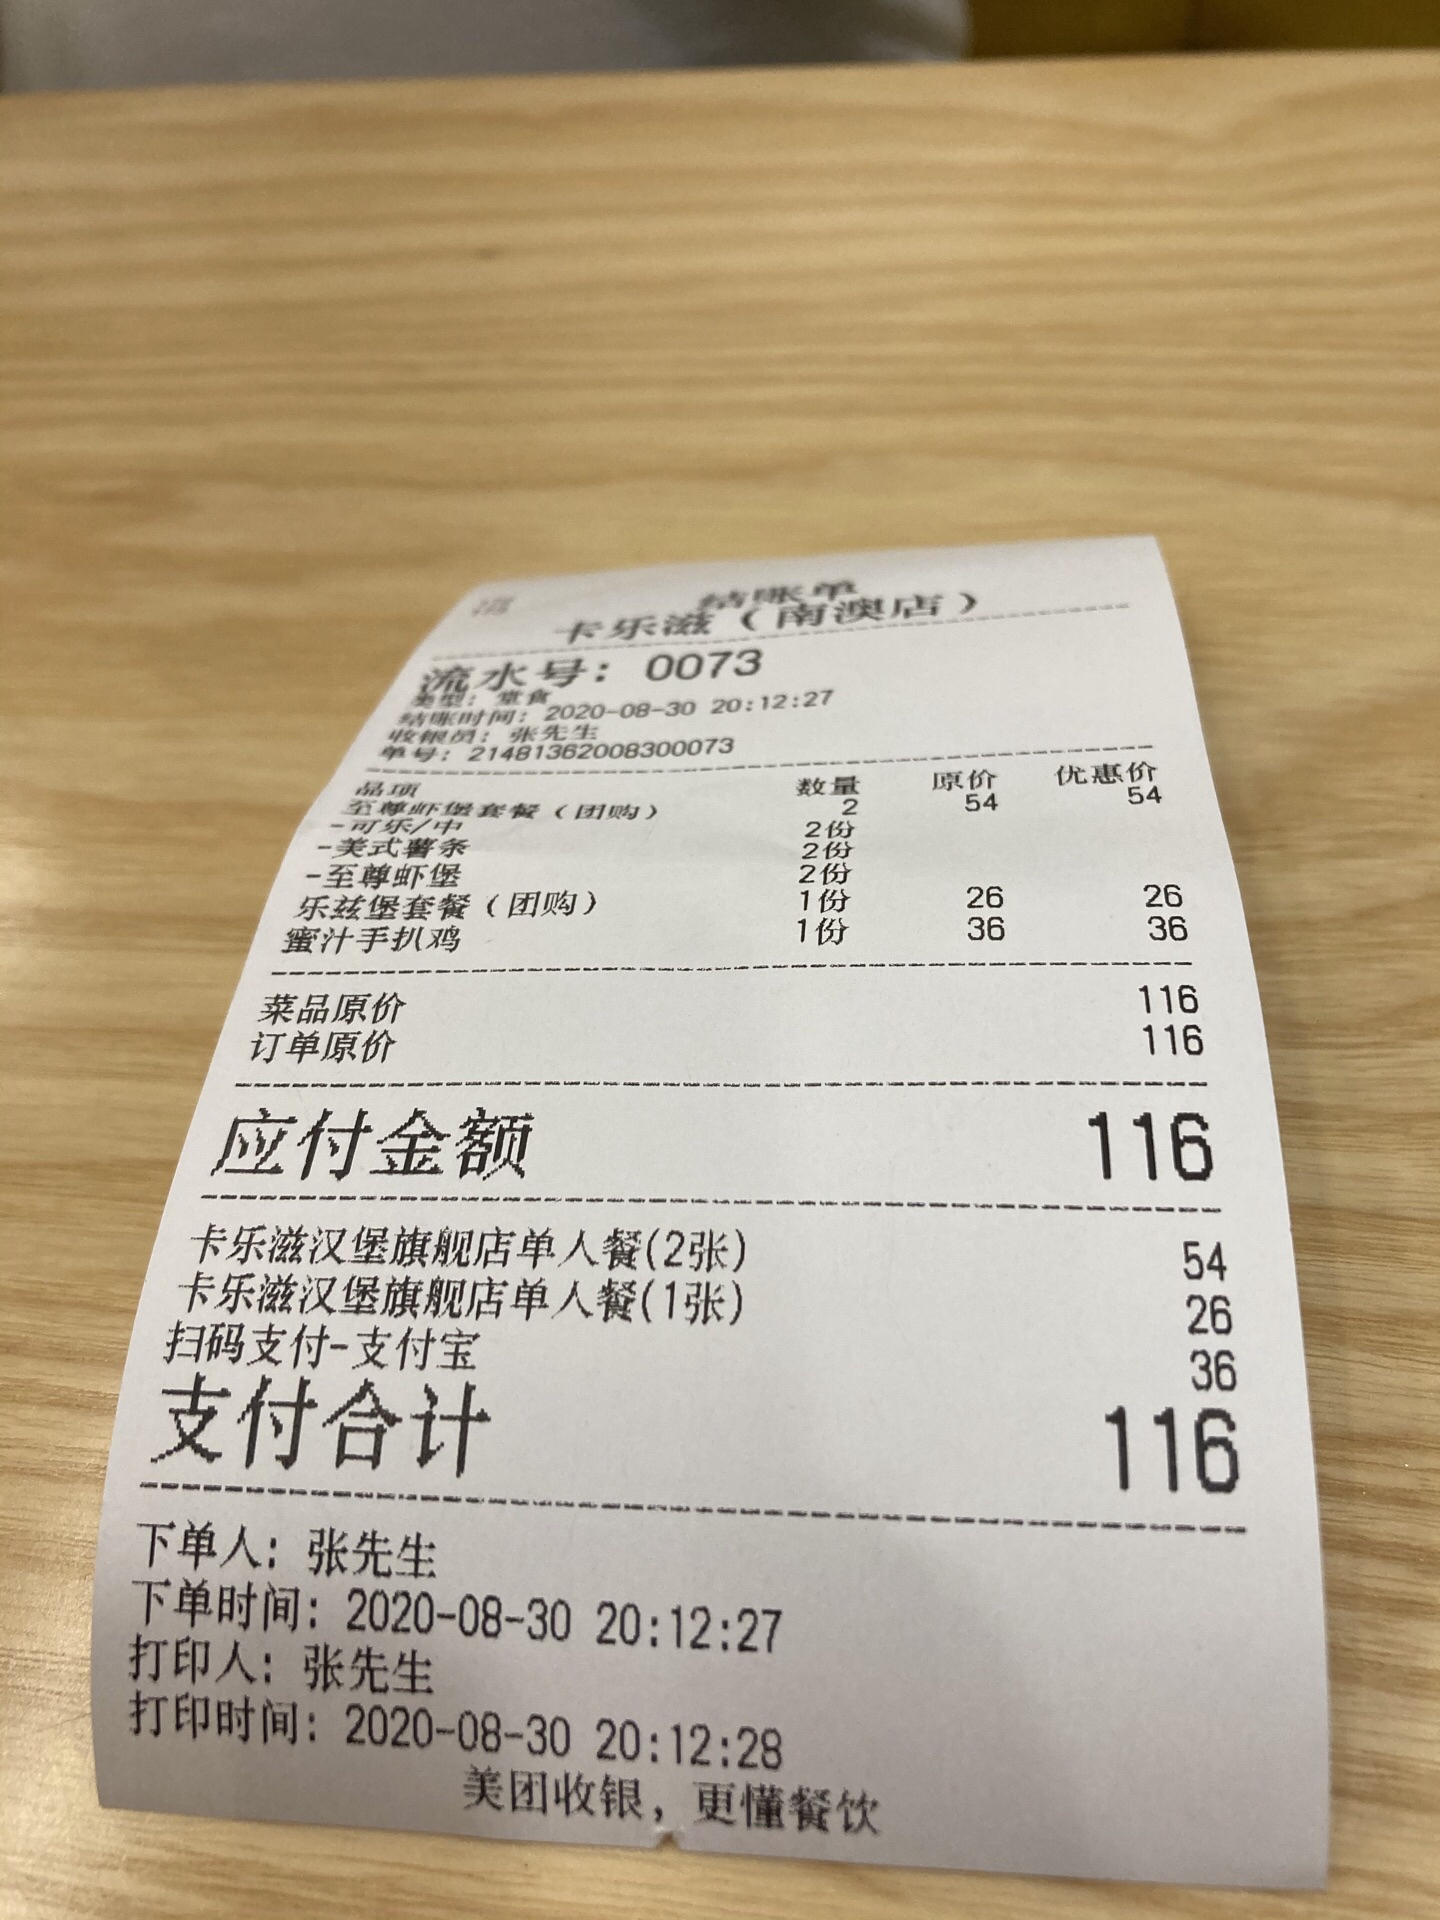 结账单
卡乐滋（南澳店）
流水号: 0073
类型: 堂食
结账时间: 2020-08-30 20:12:27
收银员: 张先生
单号: 214813620083000​73
品项 数量 原价 优惠价
至尊虾堡套餐（团购） 2 54 54
-可乐/中 2份
-美式薯条 2份
-至尊虾堡 2份
乐兹堡套餐（团购） 1份 26 26
蜜汁手扒鸡 1份 36 36
菜品原价 116
订单原价 116
应付金额 116
卡乐滋汉堡旗舰店单人餐(2张) 54
卡乐滋汉堡旗舰店单人餐(1张) 26
扫码支付-支付宝 36
支付合计 116
下单人: 张先生
下单时间: 2020-08-30 20:12:27
打印人: 张先生
打印时间: 2020-08-30 20:12:28
美团收银，更懂餐饮